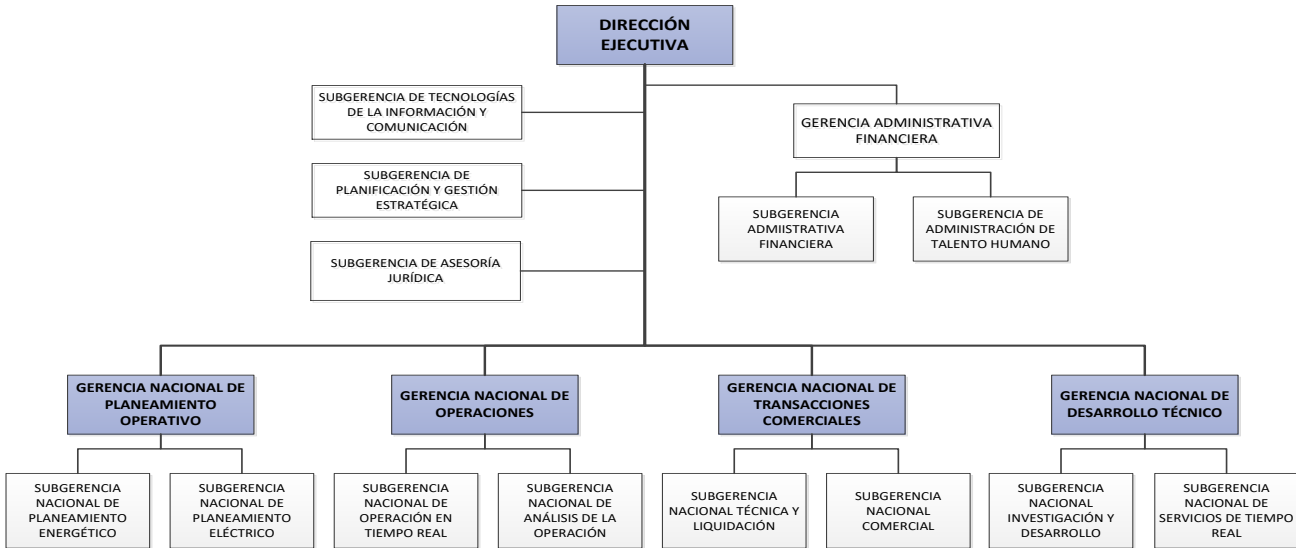 DIRECCIÓN
EJECUTIVA
SUBGERENCIA DE TECNOLOGÍAS
DE LA INFORMACIÓN Y
COMUNICACIÓN
GERENCIA ADMINISTRATIVA
FINANCIERA
SUBGERENCIA DE
PLANIFICACIÓN Y GESTIÓN
ESTRATÉGICA
SUBGERENCIA
ADMIISTRATIVA
FINANCIERA
SUBGERENCIA DE
ADMINISTRACIÓN DE
TALENTO HUMANO
SUBGERENCIA DE ASESORÍA
JURÍDICA
GERENCIA NACIONAL DE
PLANEAMIENTO
OPERATIVO
GERENCIA NACIONAL DE
OPERACIONES
GERENCIA NACIONAL DE
TRANSACCIONES
COMERCIALES
GERENCIA NACIONAL DE
DESARROLLO TÉCNICO
SUBGERENCIA
NACIONAL DE
PLANEAMIENTO
ENERGÉTICO
SUBGERENCIA
NACIONAL DE
PLANEAMIENTO
ELÉCTRICO
SUBGERENCIA
NACIONAL DE
OPERACIÓN EN
TIEMPO REAL
SUBGERENCIA
NACIONAL DE
ANÁLISIS DE LA
OPERACIÓN
SUBGERENCIA
NACIONAL TÉCNICA Y
LIQUIDACIÓN
SUBGERENCIA
NACIONAL
COMERCIAL
SUBGERENCIA
NACIONAL
INVESTIGACIÓN Y
DESARROLLO
SUBGERENCIA
NACIONAL DE
SERVICIOS DE TIEMPO
REAL